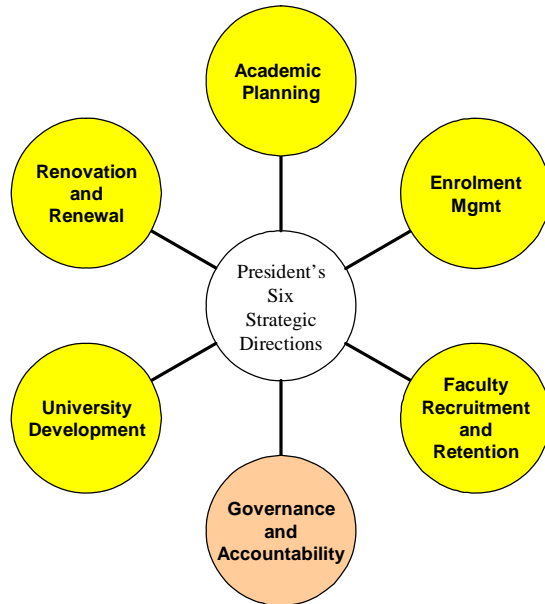 Academic
Planning
Renovation
and
Renewal
Enrolment
Mgmt
President's
Six
Strategic
Directions
University
Development
Faculty
Recruitment
and
Retention
Governance
and
Accountability